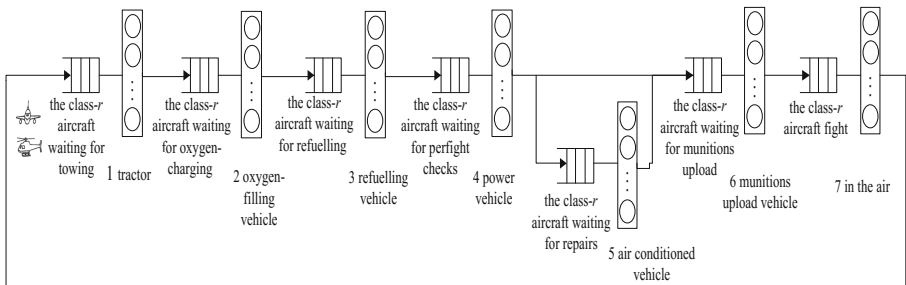 the class-r
aircraft
waiting for
towing
1 tractor
the class-r
aircraft waiting
for oxygen-
charging
2 oxygen-
filling
vehicle
the class-r
aircraft waiting
for refuelling
3 refuelling
vehicle
the class-r
aircraft waiting
for perfight
checks
4 power
vehicle
the class-r
aircraft waiting
for repairs
5 air conditioned
vehicle
the class-r
aircraft waiting
for munitions
upload
6 munitions
upload vehicle
the class-r
aircraft fight
7 in the air